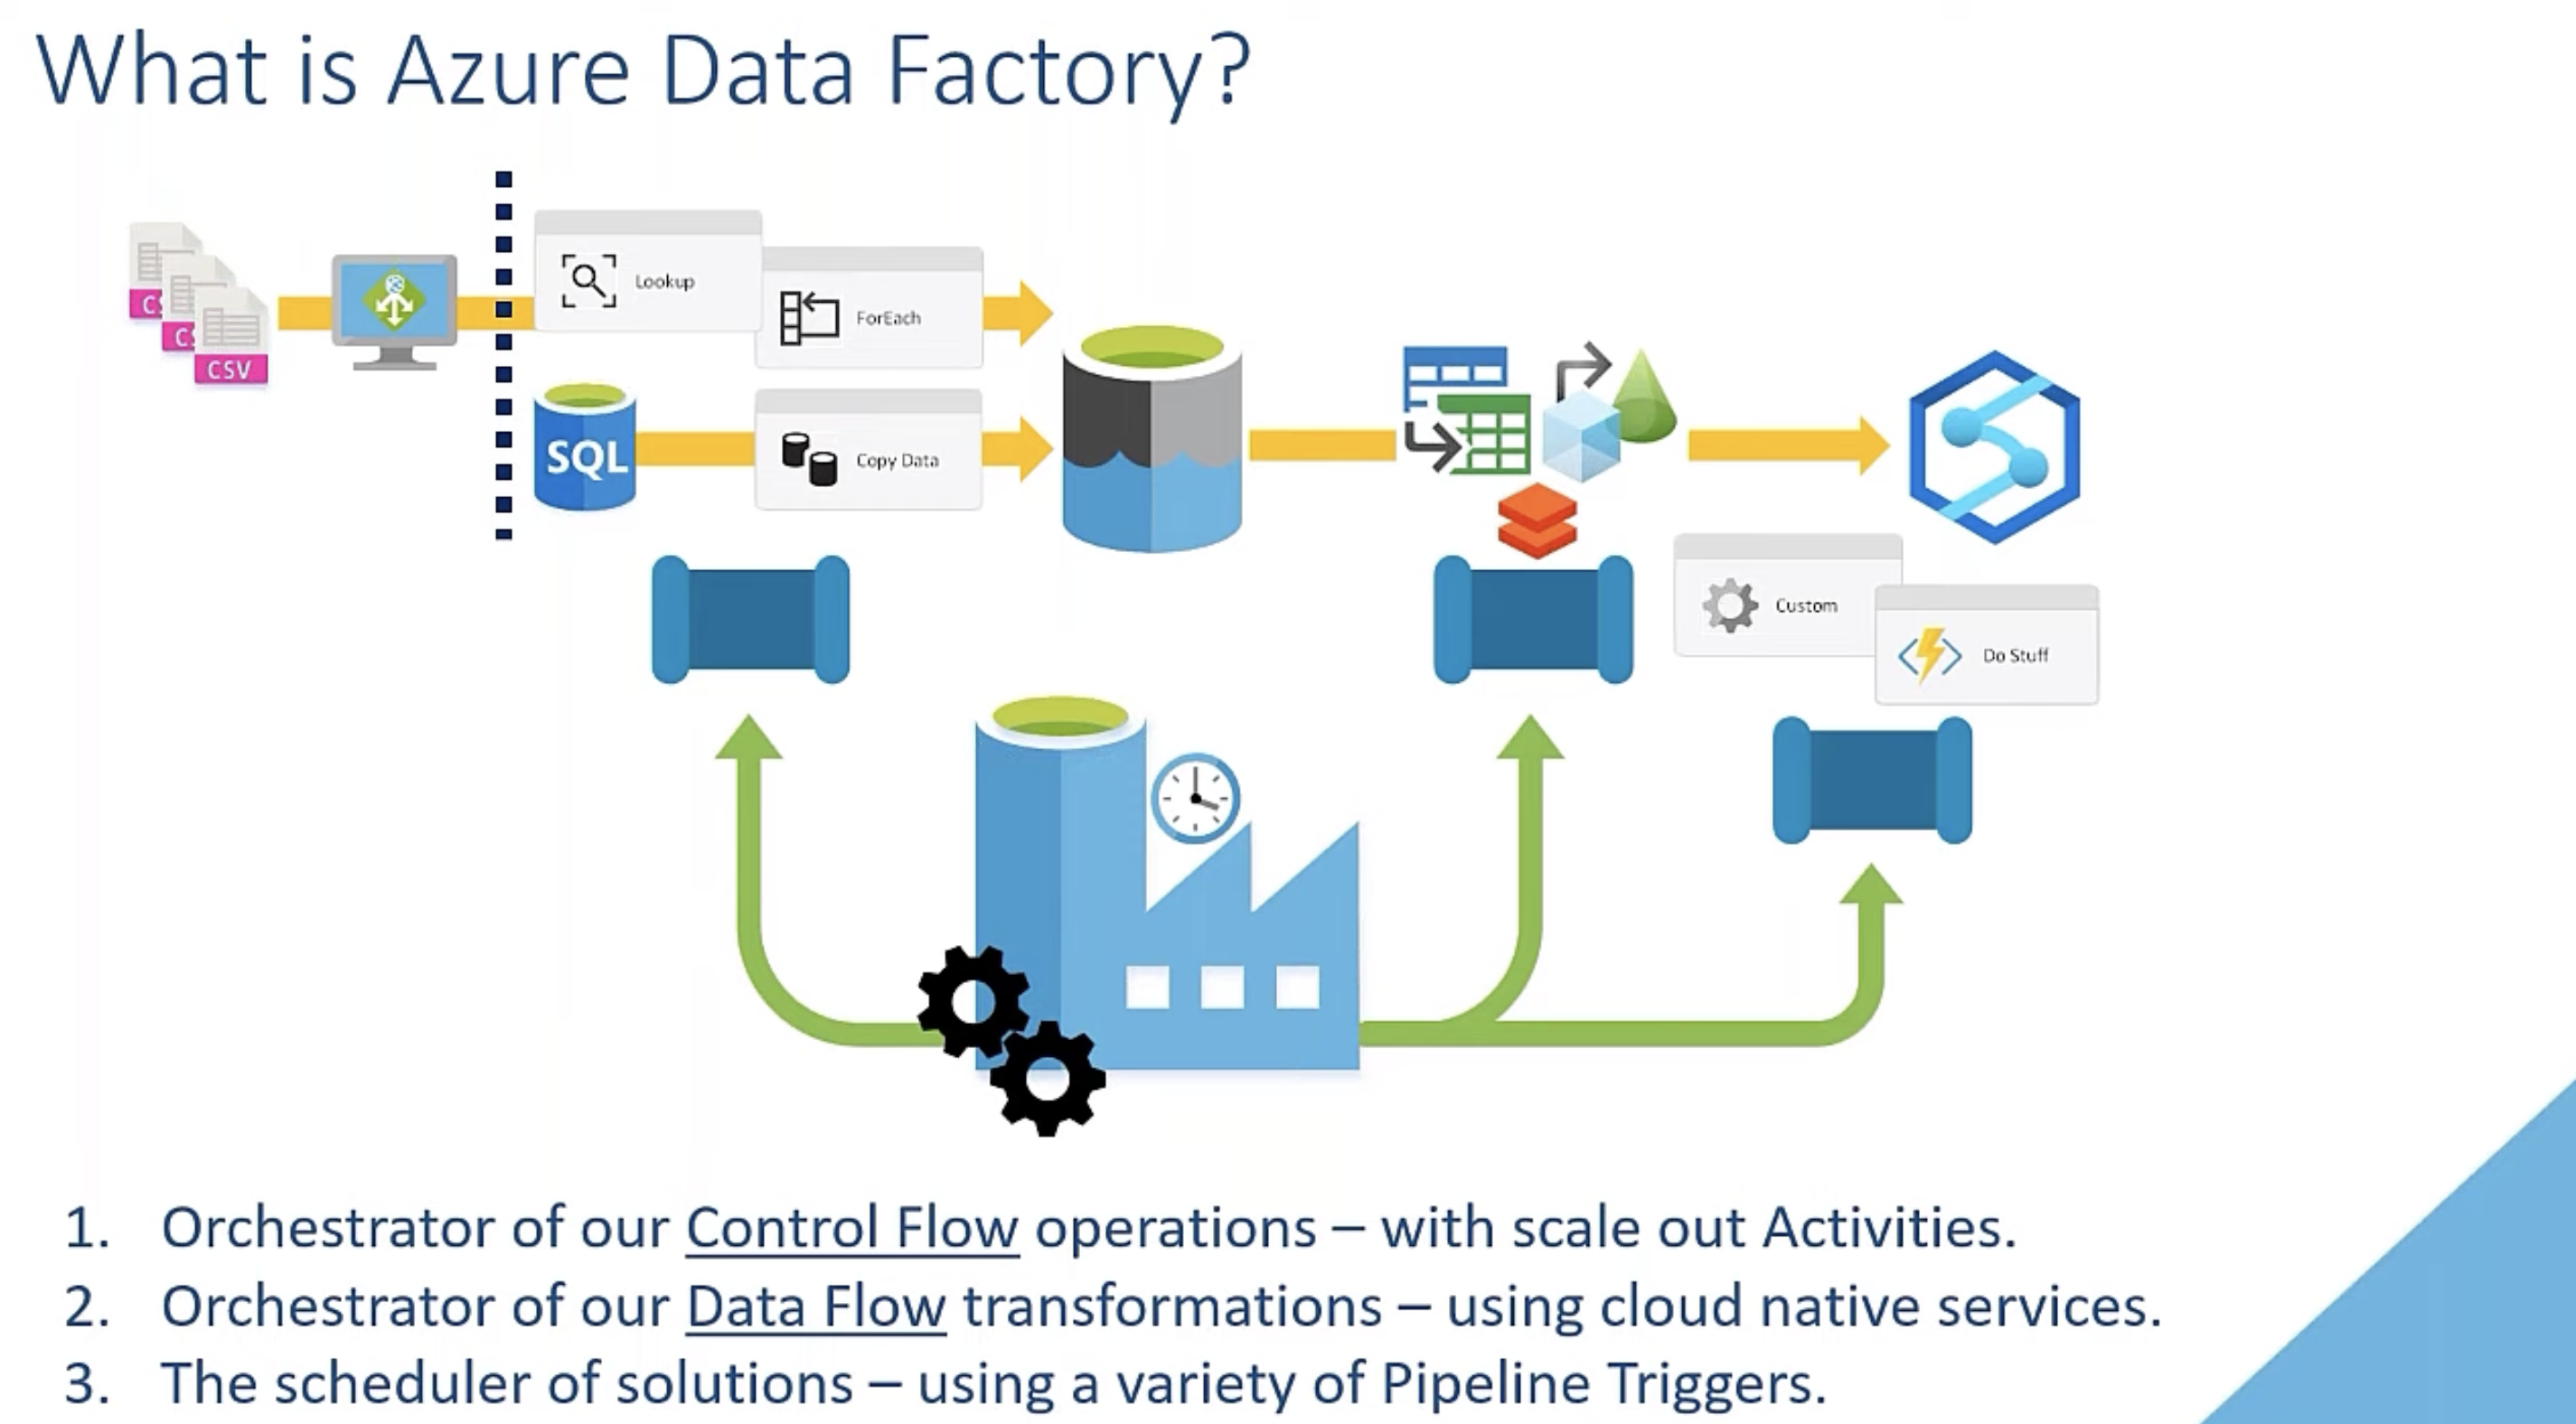 What is Azure Data Factory?
Lookup
ForEach
CS
CS
CSV
SQL
Copy Data
Custom
Do Stuff
1. Orchestrator of our Control Flow operations – with scale out Activities.
2. Orchestrator of our Data Flow transformations – using cloud native services.
3. The scheduler of solutions – using a variety of Pipeline Triggers.